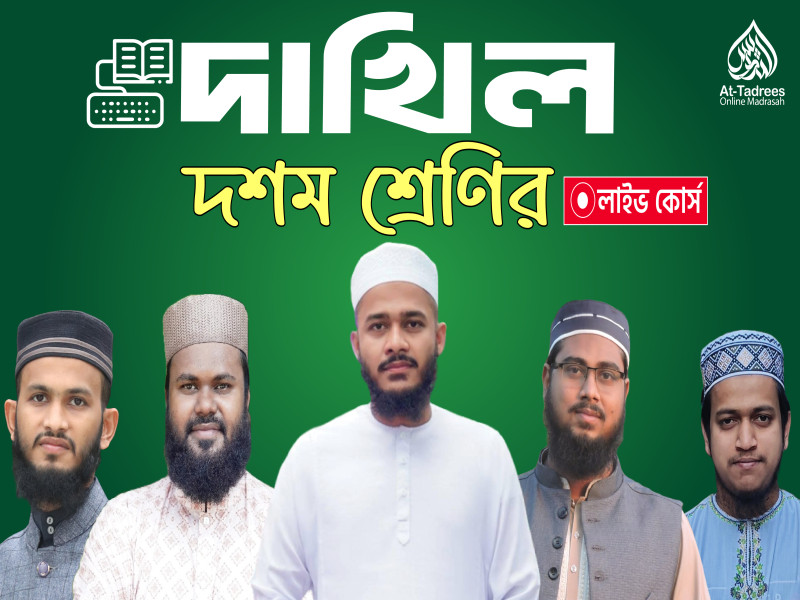 দাখিল
At-Tadrees
Online Madrasah
দশম শ্রেণির
লাইভ কোর্স